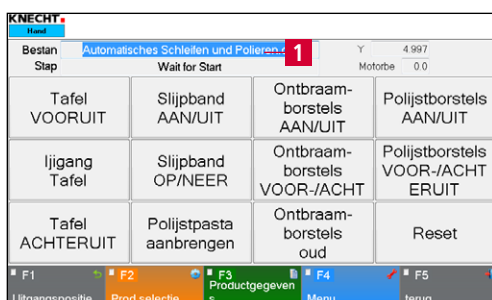 KNECHT
Hand
Bestan Automatisches Schleifen und Polieren 1 Y 4.997
Stap Wait for Start Motorbe 0.0
Tafel
VOORUIT
Slijpband
AAN/UIT
Ontbraam-
borstels
AAN/UIT
Polijstborstels
AAN/UIT
Ijigang
Tafel
Slijpband
OP/NEER
Ontbraam-
borstels
VOOR-/ACHT
Polijstborstels
VOOR-/ACHT
ERUIT
Tafel
ACHTERUIT
Polijstpasta
aanbrengen
Ontbraam-
borstels
oud
Reset
F1
Uitgangspositie
F2
Prod.selectie
F3
Productgegeven
s
F4
Menu
F5
terug